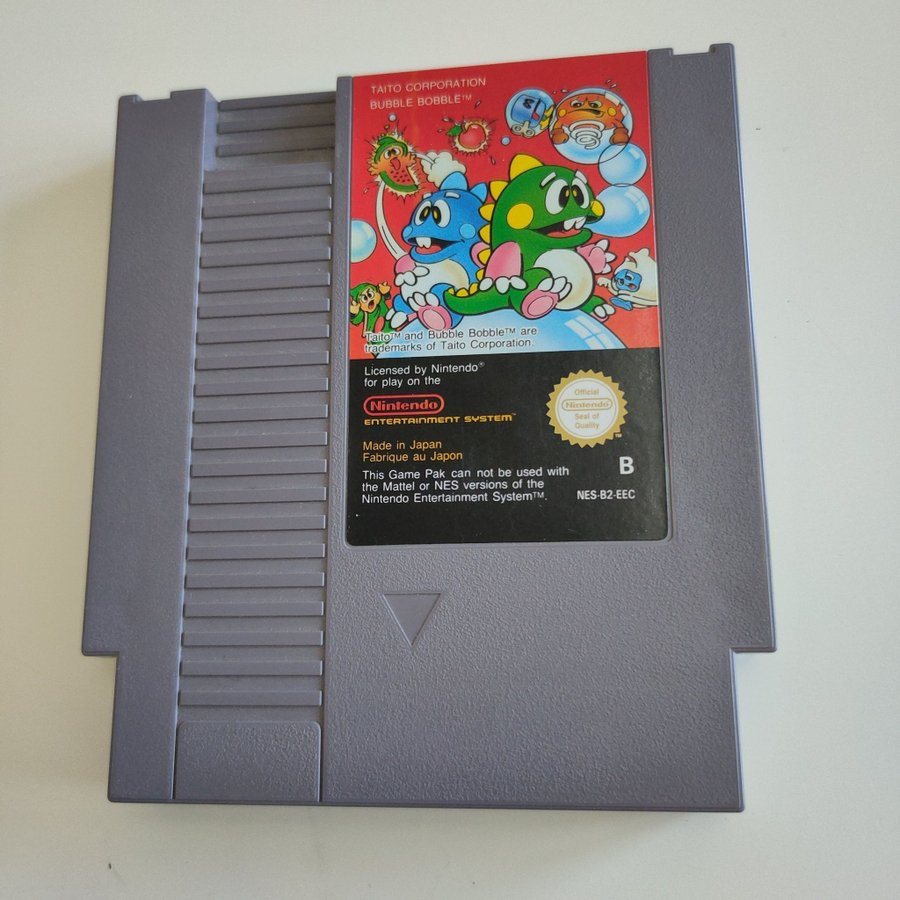 TAITO CORPORATION
BUBBLE BOBBLE™
Taito™ and Bubble Bobble™ are
trademarks of Taito Corporation.
Licensed by Nintendo®
for play on the
Nintendo
ENTERTAINMENT SYSTEM™
Official
Nintendo
Seal of
Quality
™
Made in Japan
Fabrique au Japon
This Game Pak can not be used with
the Mattel or NES versions of the
Nintendo Entertainment System™.
B
NES-B2-EEC